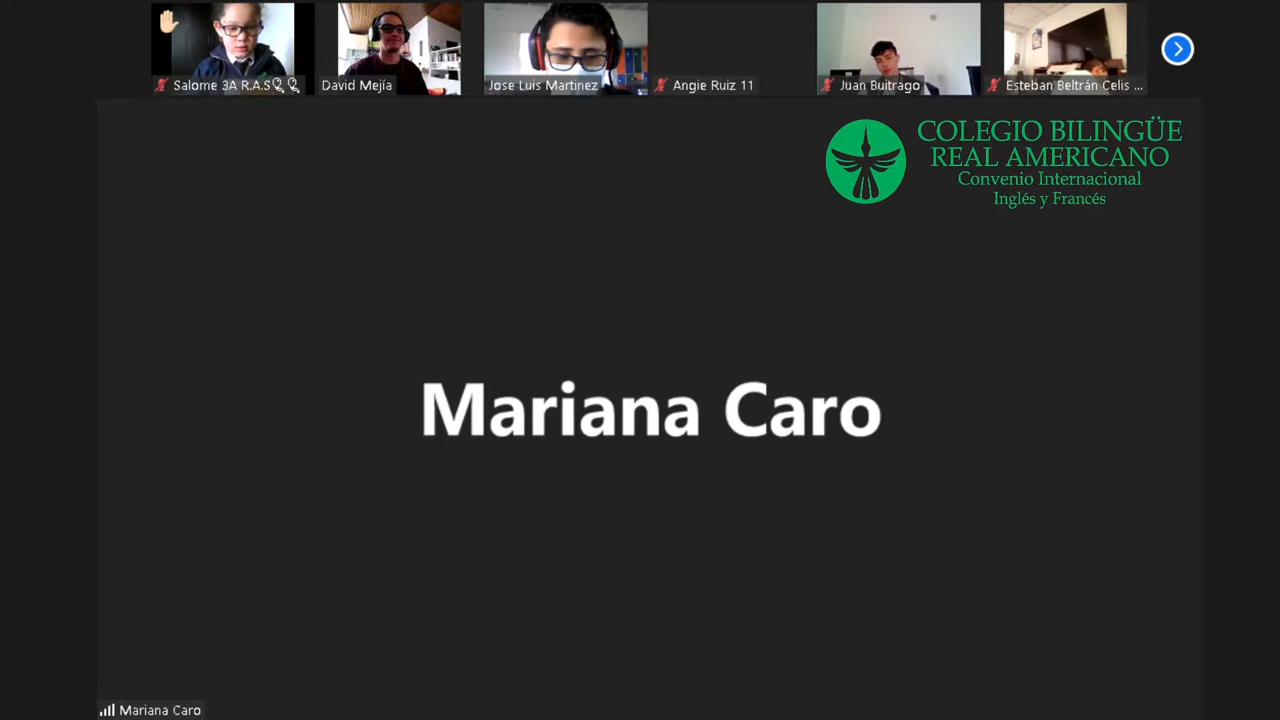 Salome 3A R.A.S
David Mejía
Jose Luis Martinez
Angie Ruiz 11
Juan Buitrago
Esteban Beltrán Celis ...
COLEGIO BILINGÜE
REAL AMERICANO
Convenio Internacional
Inglés y Francés
Mariana Caro
Mariana Caro